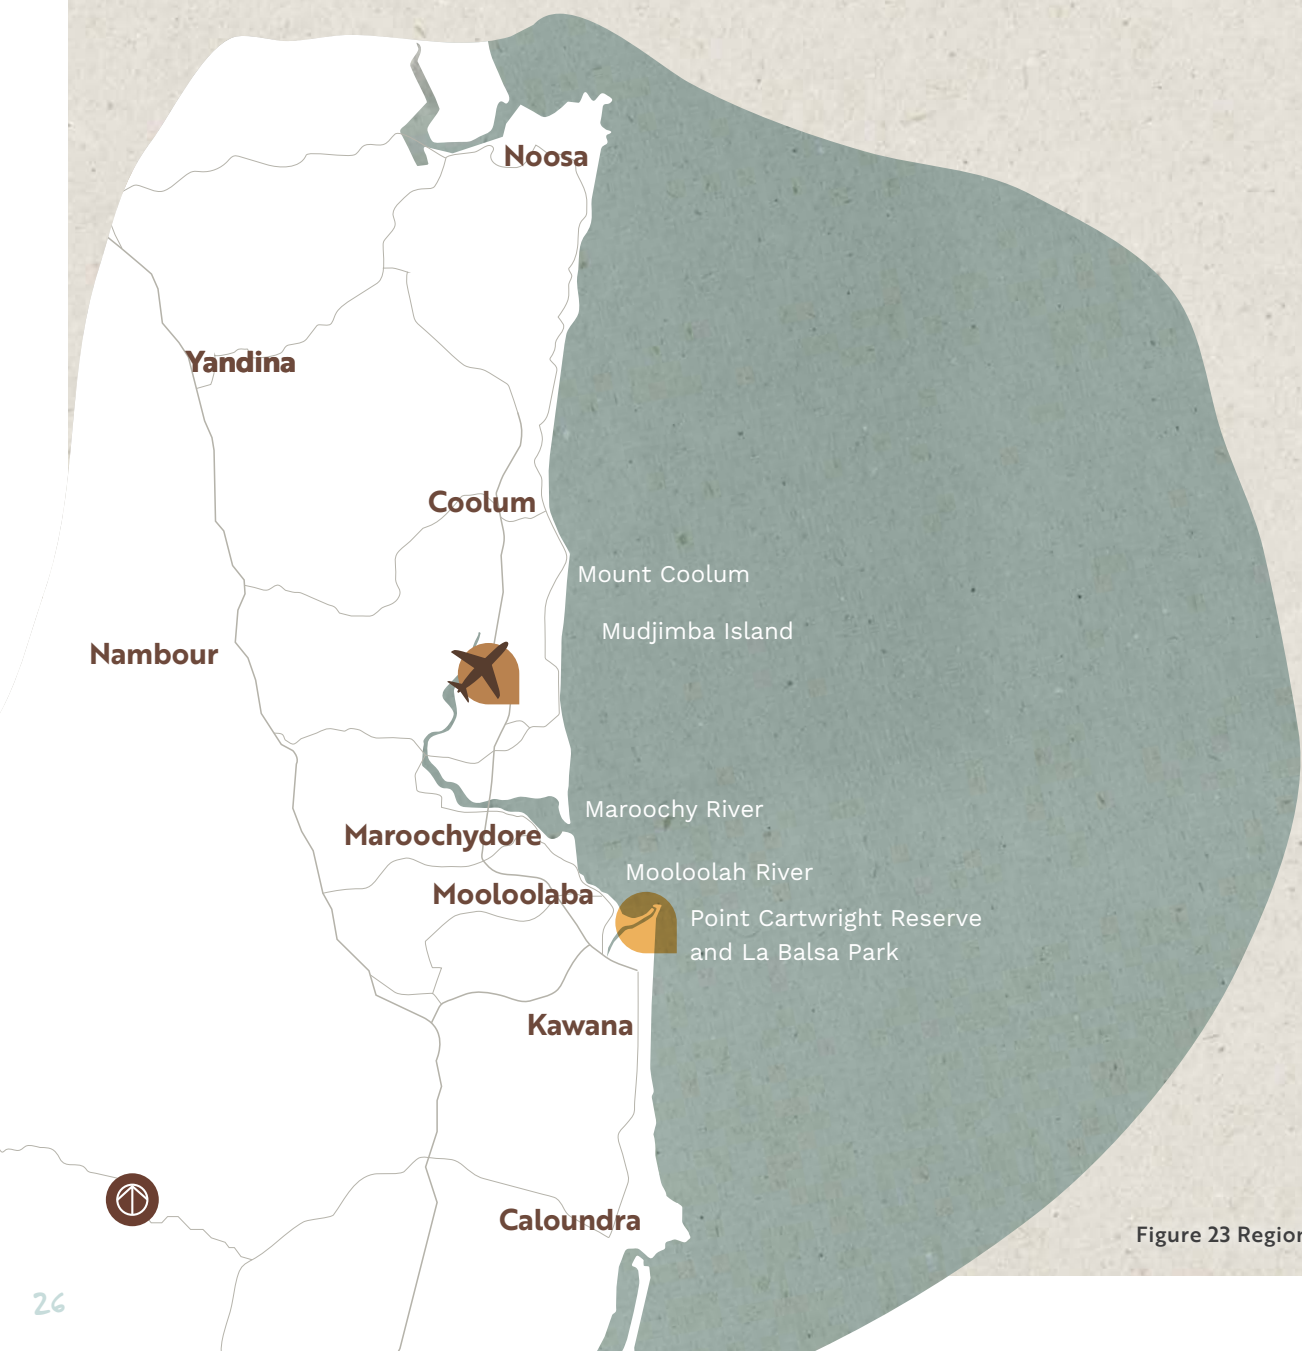 Noosa
Yandina
Coolum
Mount Coolum
Mudjimba Island
Nambour
Maroochy River
Maroochydore
Mooloolah River
Mooloolaba
Point Cartwright Reserve
and La Balsa Park
Kawana
Caloundra
Figure 23 Region
26